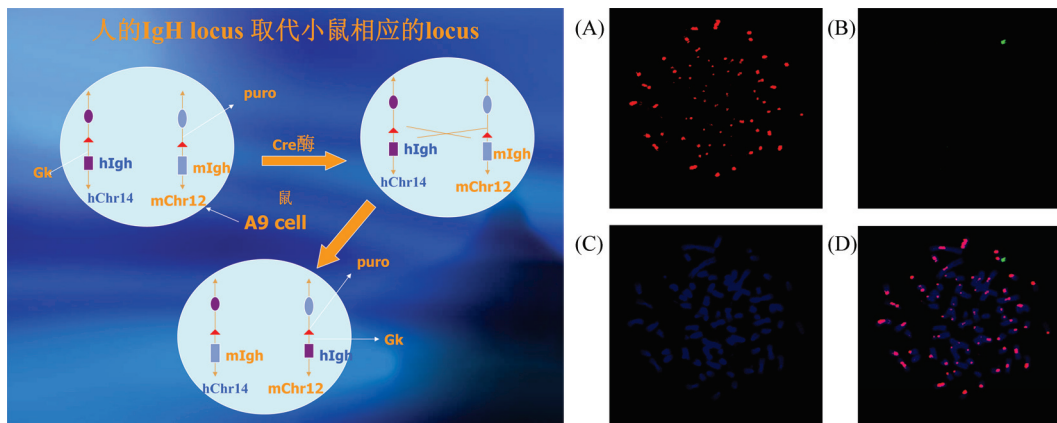 人的IgH locus 取代小鼠相应的locus
puro
Gk
hIgh
mIgh
hChr14
mChr12
Cre酶
鼠
A9 cell
hIgh
mIgh
hChr14
mChr12
puro
Gk
mIgh
hIgh
hChr14
mChr12
(A)
(B)
(C)
(D)